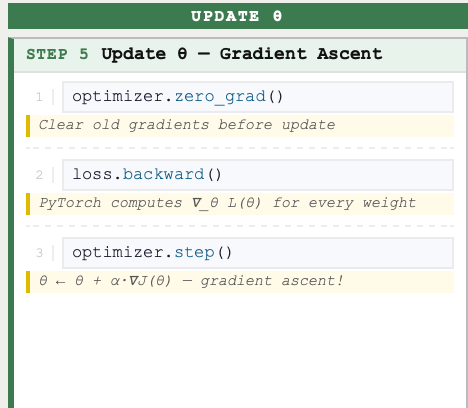 UPDATE θ
STEP 5 Update θ — Gradient Ascent
1 optimizer.zero_grad()
Clear old gradients before update
2 loss.backward()
PyTorch computes ∇_θ L(θ) for every weight
3 optimizer.step()
θ ← θ + α·∇J(θ) — gradient ascent!